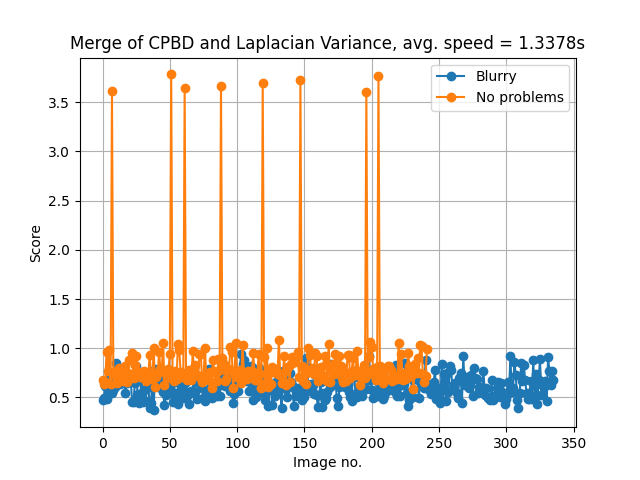 Merge of CPBD and Laplacian Variance, avg. speed = 1.3378s
Blurry
No problems
3.5
3.0
2.5
2.0
1.5
1.0
0.5
Score
0 50 100 150 200 250 300 350
Image no.